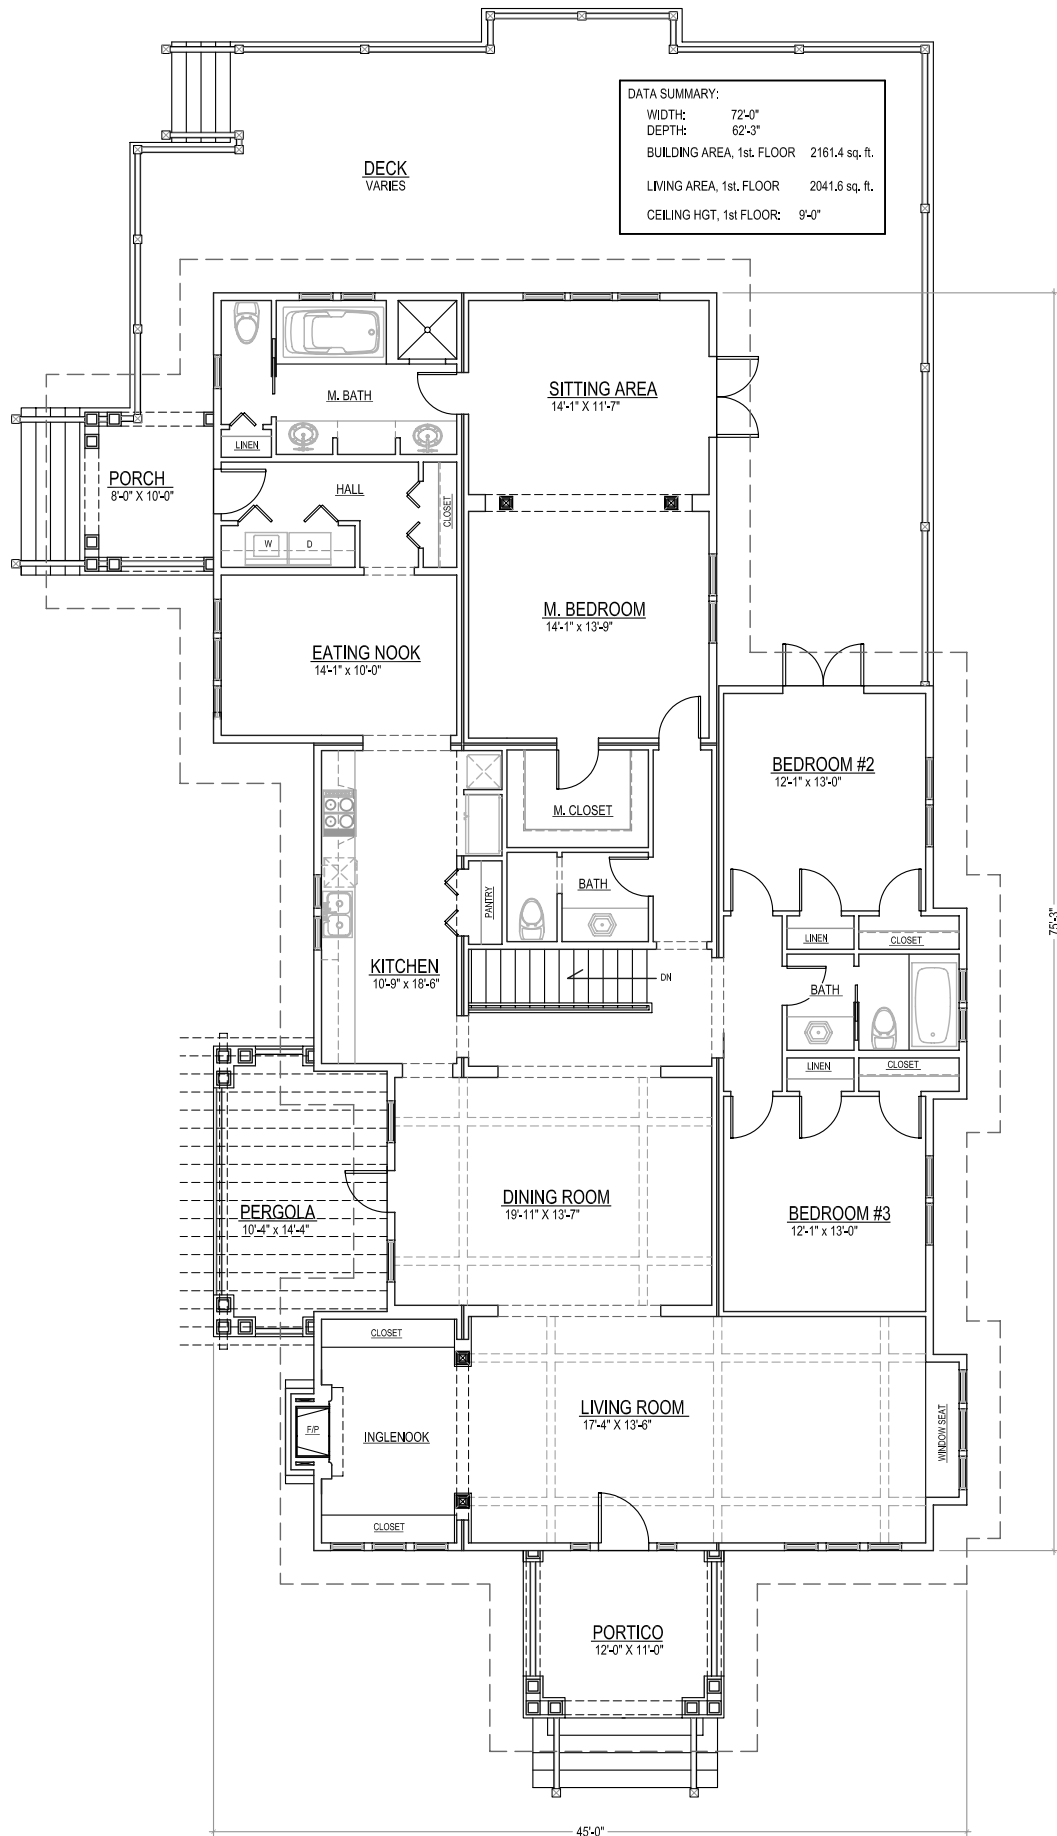 DATA SUMMARY:
WIDTH: 72'-0"
DEPTH: 62'-3"
BUILDING AREA, 1st. FLOOR 2161.4 sq. ft.
LIVING AREA, 1st. FLOOR 2041.6 sq. ft.
CEILING HGT, 1st FLOOR: 9'-0"
DECK
VARIES
SITTING AREA
14'-1" X 11'-7"
M. BATH
LINEN
PORCH
8'-0" X 10'-0"
HALL
CLOSET
W
D
M. BEDROOM
14'-1" x 13'-9"
EATING NOOK
14'-1" x 10'-0"
BEDROOM #2
12'-1" x 13'-0"
M. CLOSET
BATH
PANTRY
75'-3"
LINEN
CLOSET
KITCHEN
10'-9" x 18'-6"
DN
BATH
LINEN
CLOSET
DINING ROOM
19'-11" X 13'-7"
PERGOLA
10'-4" x 14'-4"
BEDROOM #3
12'-1" x 13'-0"
CLOSET
LIVING ROOM
17'-4" X 13'-6"
F/P
INGLENOOK
WINDOW SEAT
CLOSET
PORTICO
12'-0" X 11'-0"
45'-0"